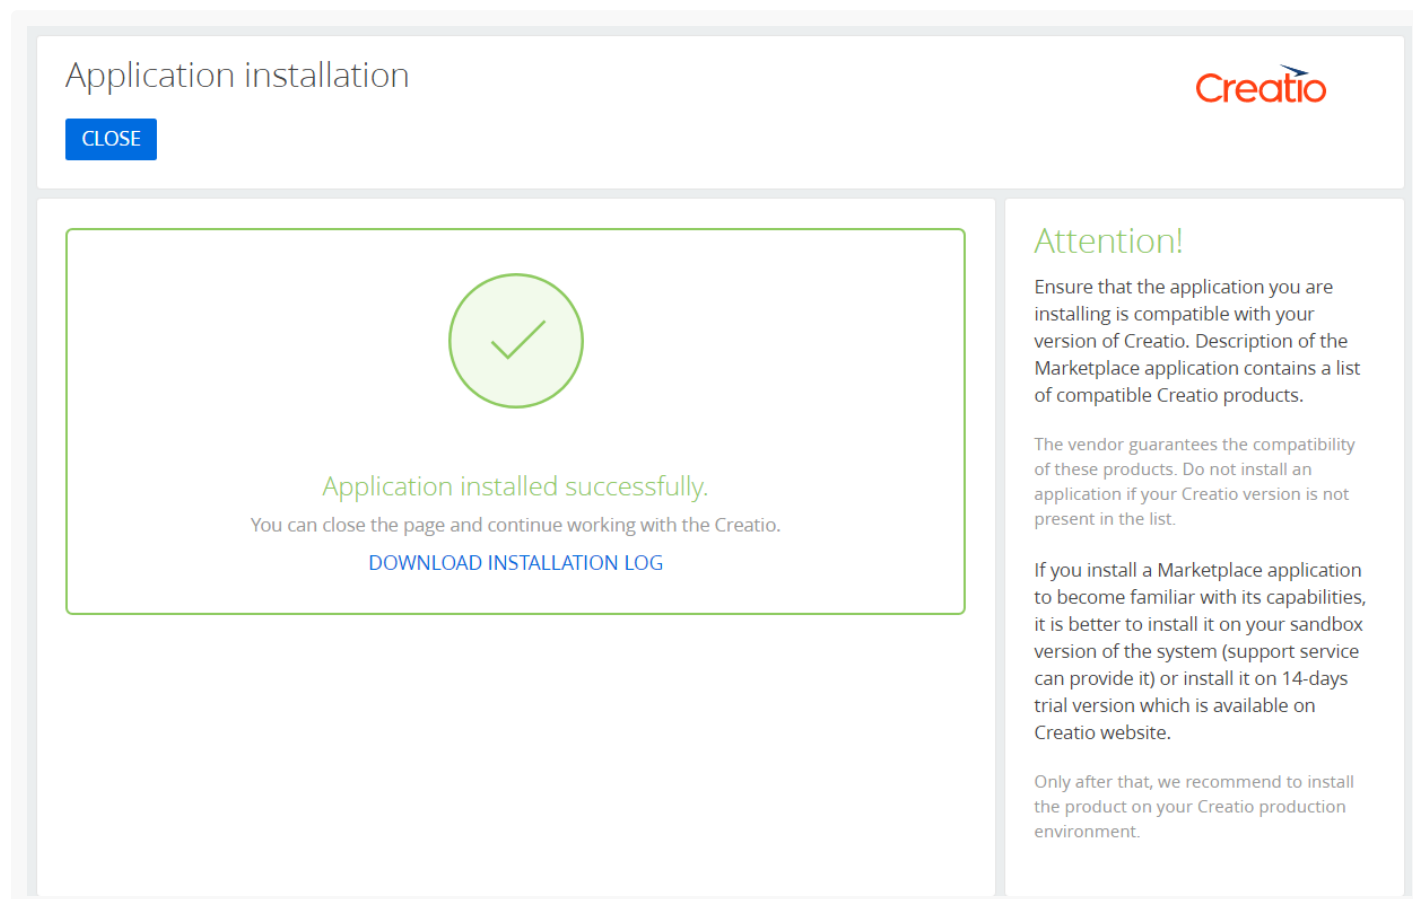 Application installation
Creatio
CLOSE
Application installed successfully.
You can close the page and continue working with the Creatio.
DOWNLOAD INSTALLATION LOG
Attention!
Ensure that the application you are
installing is compatible with your
version of Creatio. Description of the
Marketplace application contains a list
of compatible Creatio products.
The vendor guarantees the compatibility
of these products. Do not install an
application if your Creatio version is not
present in the list.
If you install a Marketplace application
to become familiar with its capabilities,
it is better to install it on your sandbox
version of the system (support service
can provide it) or install it on 14-days
trial version which is available on
Creatio website.
Only after that, we recommend to install
the product on your Creatio production
environment.